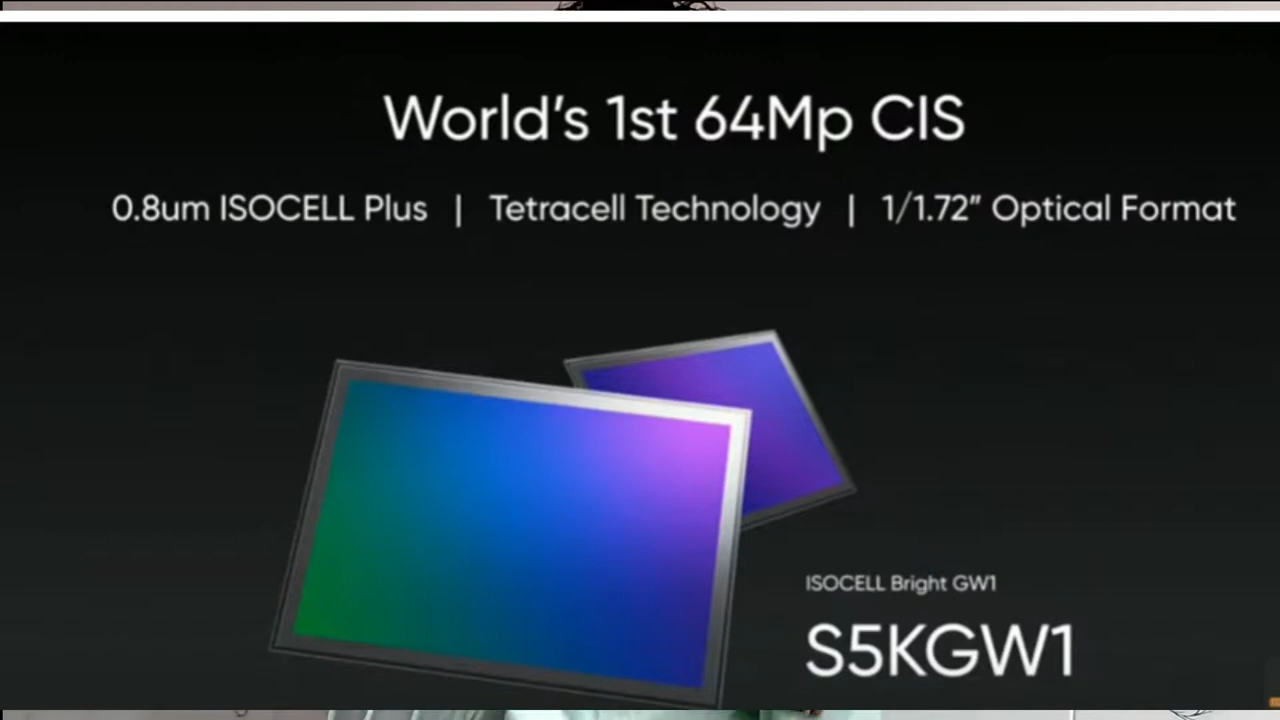 World's 1st 64Mp CIS
0.8um ISOCELL Plus | Tetracell Technology | 1/1.72" Optical Format
ISOCELL Bright GW1
S5KGW1